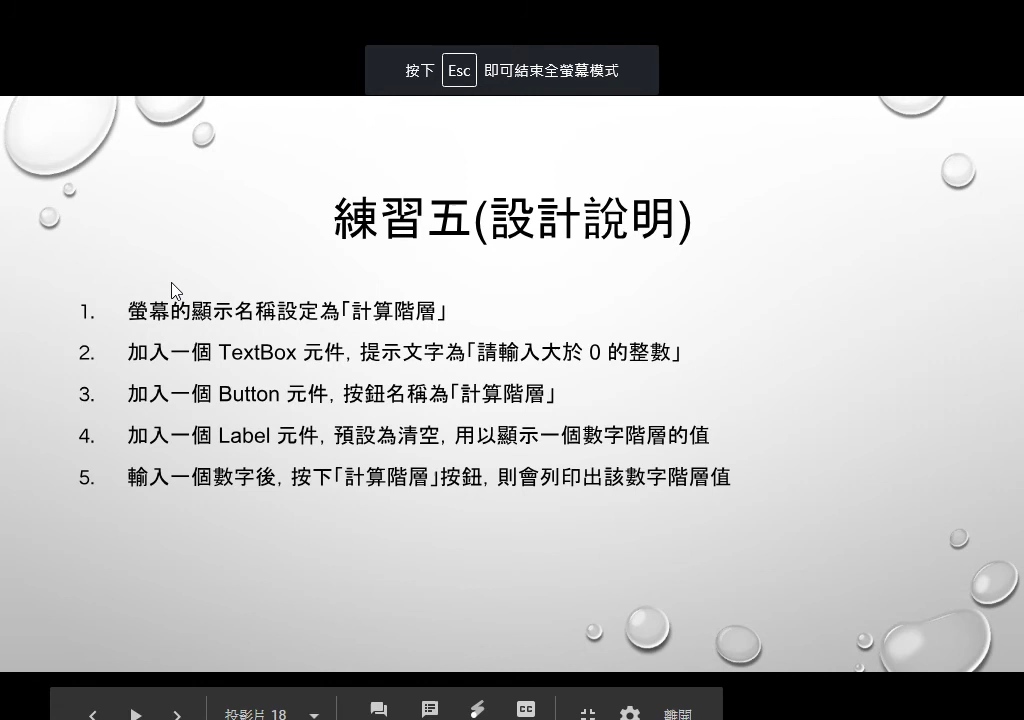 按下 Esc 即可結束全螢幕模式
練習五(設計說明)
1. 螢幕的顯示名稱設定為「計算階層」
2. 加入一個 TextBox 元件, 提示文字為「請輸入大於 0 的整數」
3. 加入一個 Button 元件, 按鈕名稱為「計算階層」
4. 加入一個 Label 元件, 預設為清空, 用以顯示一個數字階層的值
5. 輸入一個數字後, 按下「計算階層」按鈕, 則會列印出該數字階層值
投影片 18 CC 離開